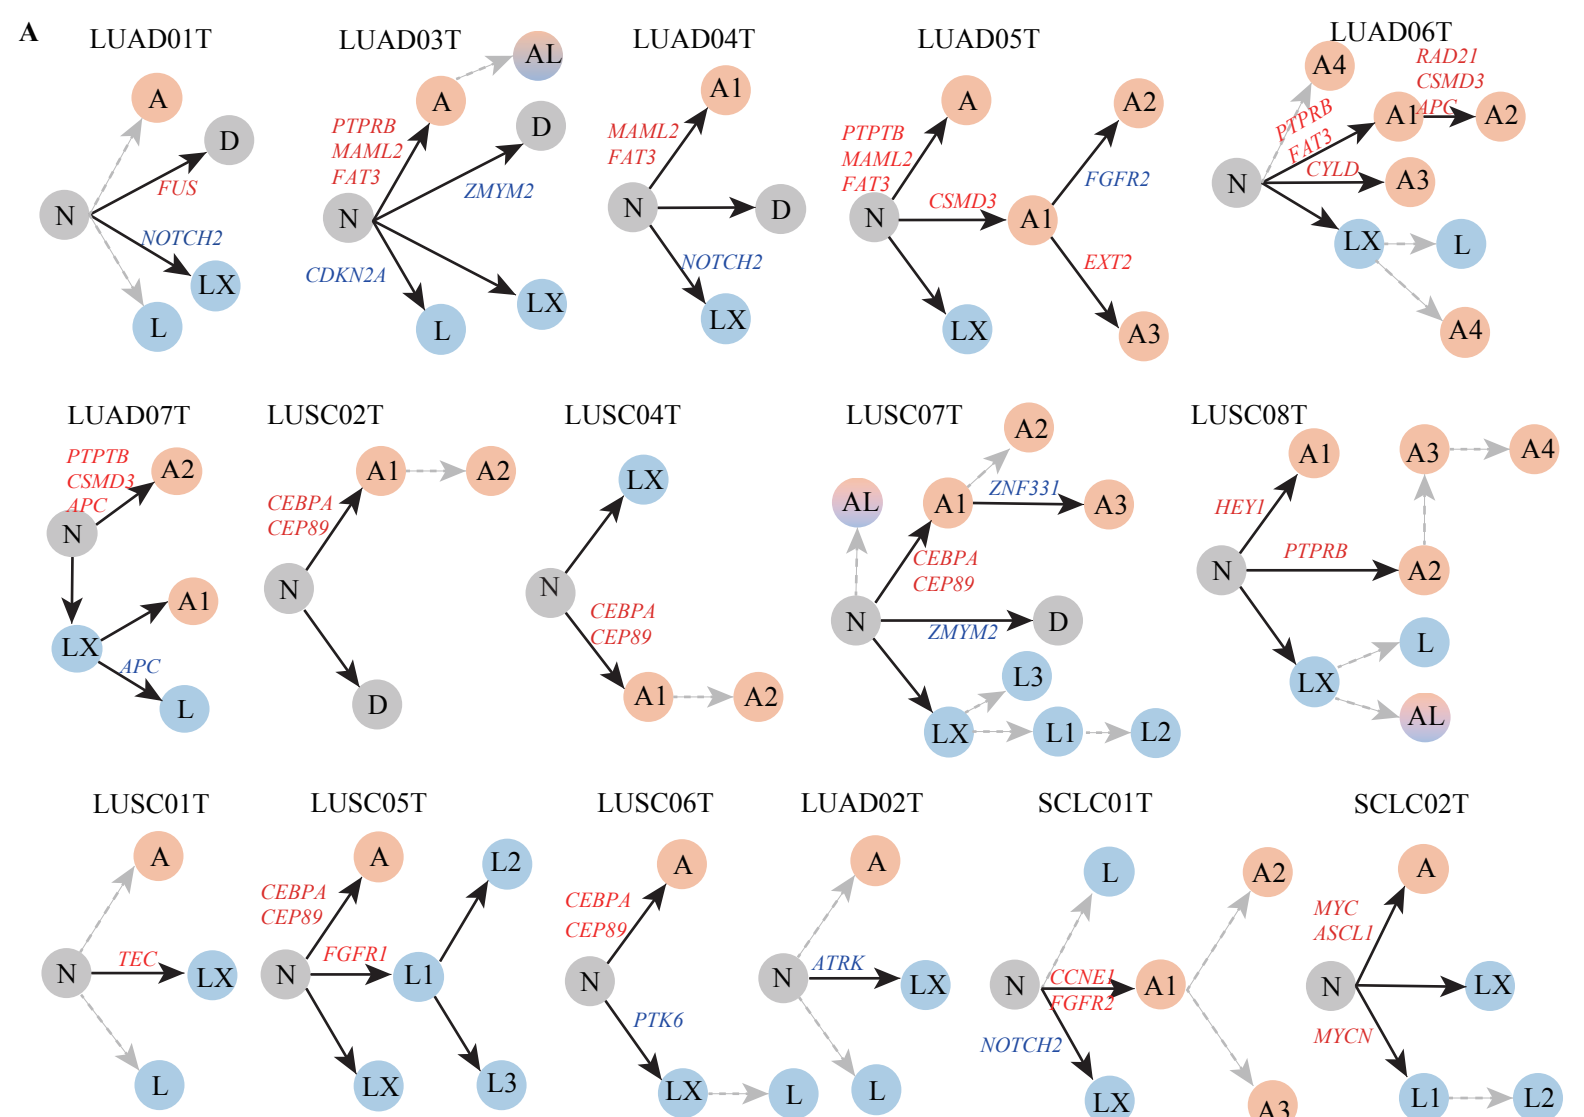 A
LUAD01T
A
D
N
FUS
NOTCH2
LX
L
LUAD03T
AL
A
PTPRB
MAML2
FAT3
D
ZMYM2
N
CDKN2A
LX
L
LUAD04T
A1
MAML2
FAT3
N
D
NOTCH2
LX
LUAD05T
A
A2
PTPTB
MAML2
FAT3
FGFR2
CSMD3
N
A1
EXT2
LX
A3
LUAD06T
A4
RAD21
CSMD3
APC
PTPRB
FAT3
A1
A2
CYLD
N
A3
LX
L
A4
LUAD07T
PTPTB
CSMD3
APC
A2
N
A1
LX
APC
L
LUSC02T
A1
A2
CEBPA
CEP89
N
D
LUSC04T
LX
N
CEBPA
CEP89
A1
A2
LUSC07T
A2
AL
A1
ZNF331
A3
CEBPA
CEP89
N
ZMYM2
D
L3
LX
L1
L2
LUSC08T
A1
A3
A4
HEY1
PTPRB
N
A2
L
LX
AL
LUSC01T
A
TEC
N
LX
L
LUSC05T
A
L2
CEBPA
CEP89
FGFR1
N
L1
LX
L3
LUSC06T
A
CEBPA
CEP89
N
PTK6
LX
L
LUAD02T
A
ATRK
N
LX
L
SCLC01T
L
A2
N
CCNE1
FGFR2
A1
NOTCH2
LX
A3
SCLC02T
A
MYC
ASCL1
N
LX
MYCN
L1
L2